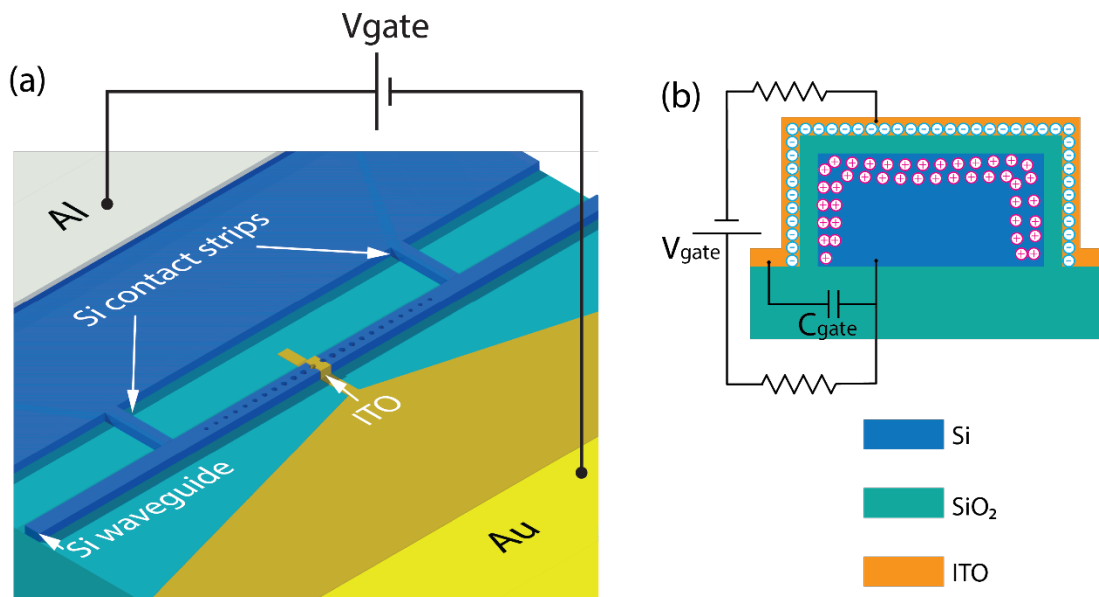 Vgate
(a)
Al
Si contact strips
ITO
Si waveguide
Au
(b)
Vgate
Cgate
Si
SiO₂
ITO